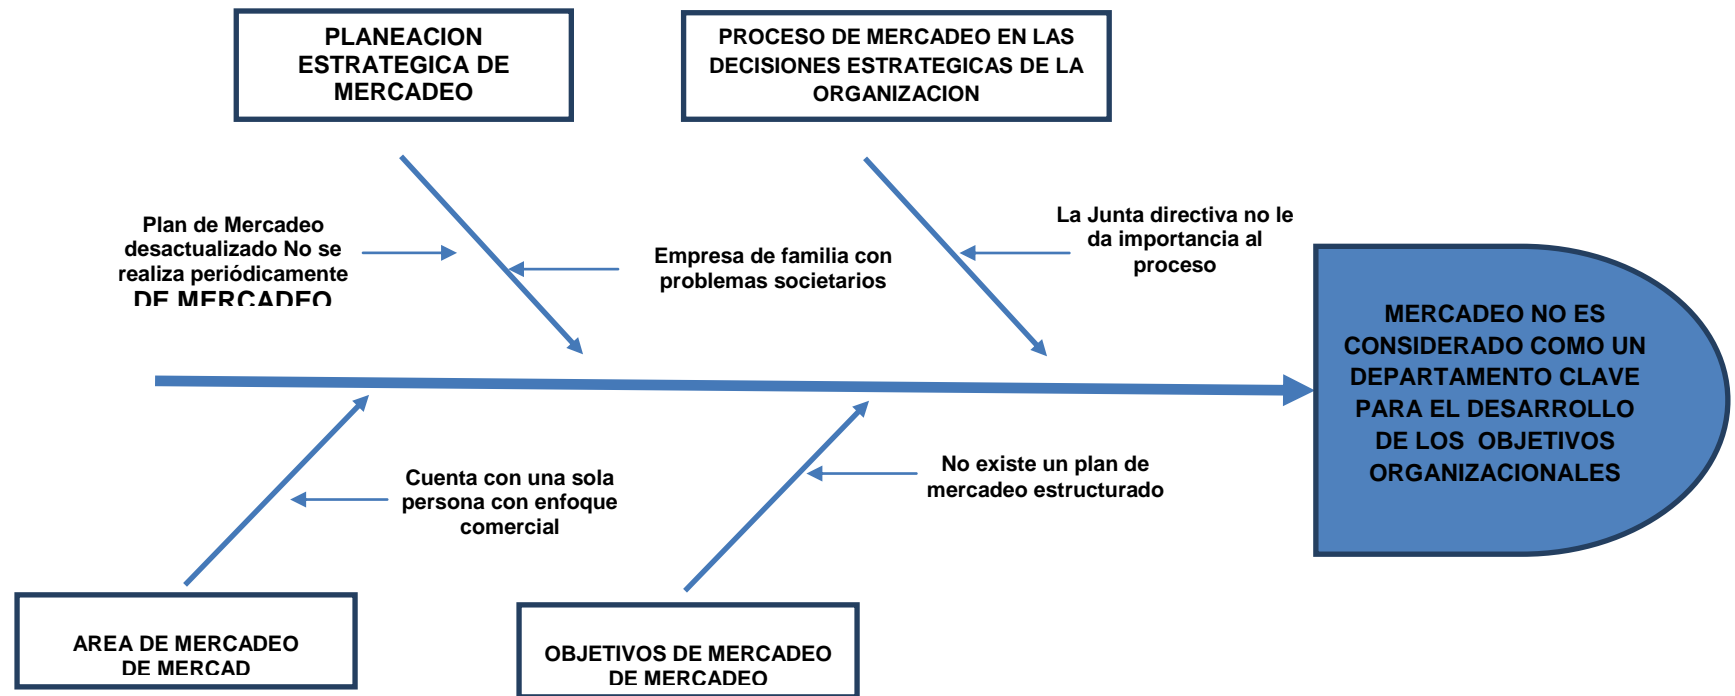 PLANEACION
ESTRATEGICA DE
MERCADEO
PROCESO DE MERCADEO EN LAS
DECISIONES ESTRATEGICAS DE LA
ORGANIZACION
Plan de Mercadeo
desactualizado No se
realiza periódicamente
DE MERCADEO
Empresa de familia con
problemas societarios
La Junta directiva no le
da importancia al
proceso
MERCADEO NO ES
CONSIDERADO COMO UN
DEPARTAMENTO CLAVE
PARA EL DESARROLLO
DE LOS  OBJETIVOS
ORGANIZACIONALES
Cuenta con una sola
persona con enfoque
comercial
No existe un plan de
mercadeo estructurado
AREA DE MERCADEO
DE MERCAD
OBJETIVOS DE MERCADEO
DE MERCADEO